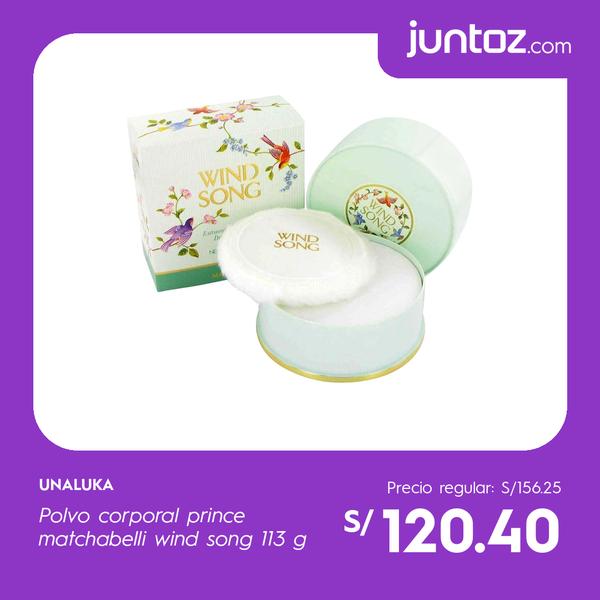 juntoz.com
WIND
SONG
WIND
SONG
WIND
SONG
UNALUKA
Polvo corporal prince
matchabelli wind song 113 g
Precio regular: S/156.25
S/120.40